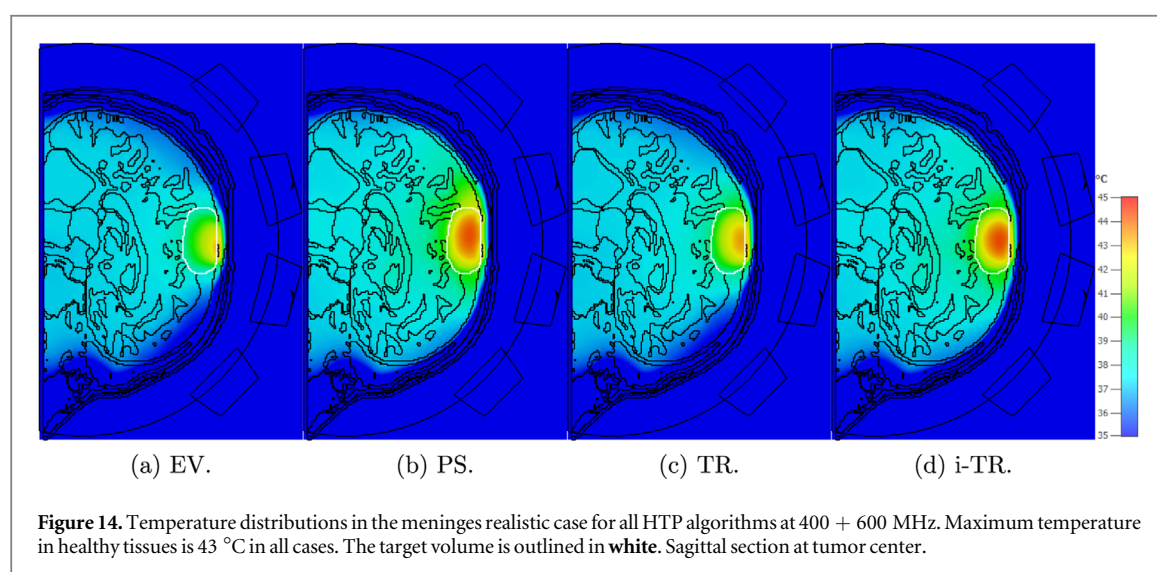 °C
45
44
43
42
41
40
39
38
37
36
35
(a) EV.
(b) PS.
(c) TR.
(d) i-TR.
Figure 14. Temperature distributions in the meninges realistic case for all HTP algorithms at 400 + 600 MHz. Maximum temperature
in healthy tissues is 43 °C in all cases. The target volume is outlined in white. Sagittal section at tumor center.